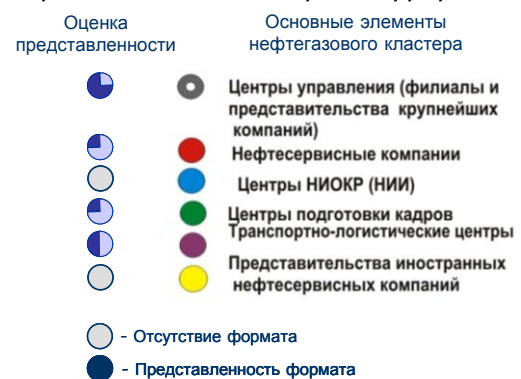 Оценка
представленности
Основные элементы
нефтегазового кластера
Центры управления (филиалы и
представительства крупнейших
компаний)
Нефтесервисные компании
Центры НИОКР (НИИ)
Центры подготовки кадров
Транспортно-логистические центры
Представительства иностранных
нефтесервисных компаний
- Отсутствие формата
- Представленность формата